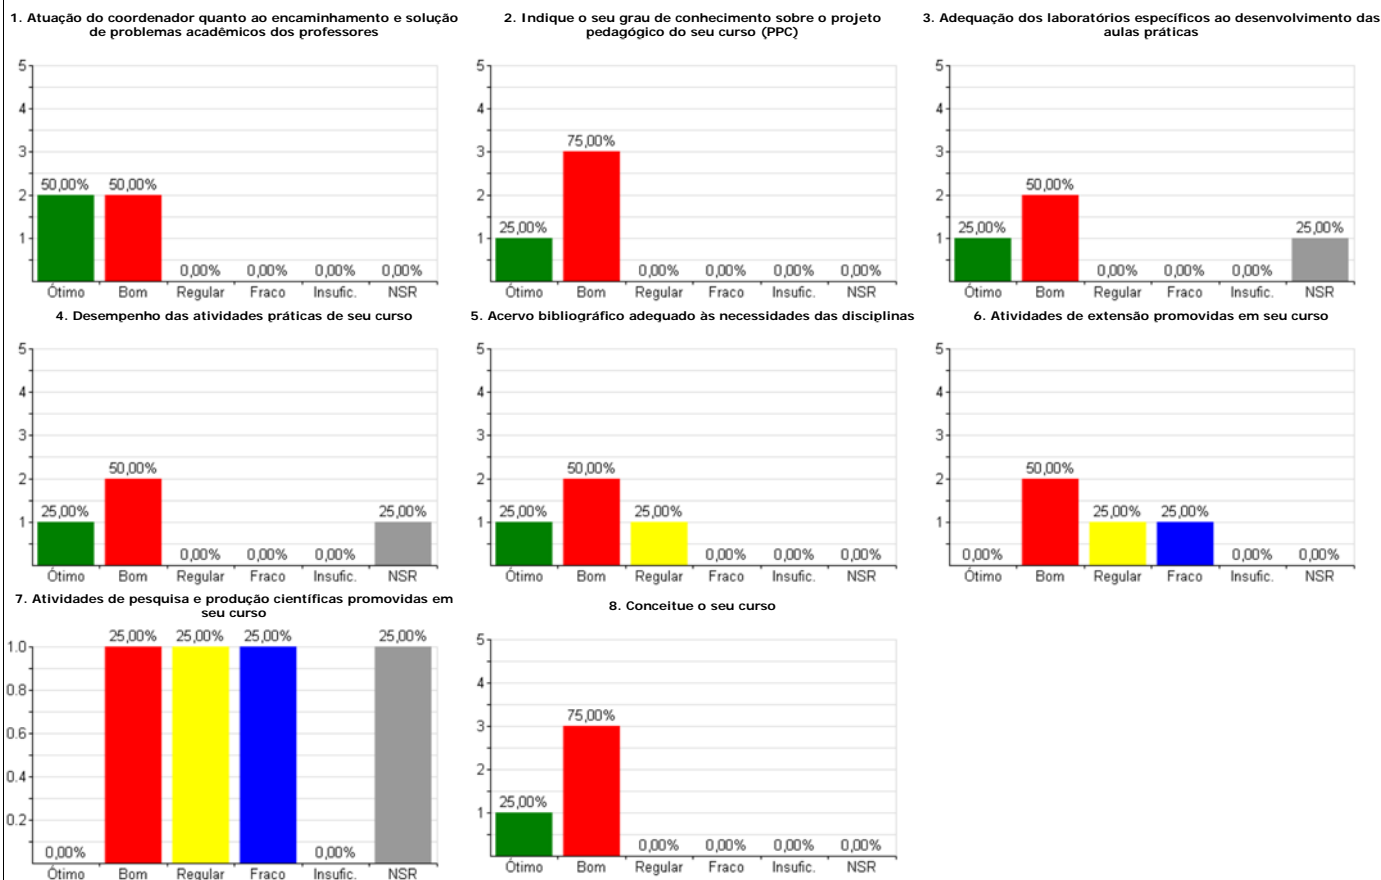 1. Atuação do coordenador quanto ao encaminhamento e solução
de problemas acadêmicos dos professores
5
4
3
2
1
50,00% 50,00% 0,00% 0,00% 0,00% 0,00%
Ótimo Bom Regular Fraco Insufic. NSR
2. Indique o seu grau de conhecimento sobre o projeto
pedagógico do seu curso (PPC)
5
4
3
2
1
25,00% 75,00% 0,00% 0,00% 0,00% 0,00%
Ótimo Bom Regular Fraco Insufic. NSR
3. Adequação dos laboratórios específicos ao desenvolvimento das
aulas práticas
5
4
3
2
1
25,00% 50,00% 0,00% 0,00% 0,00% 25,00%
Ótimo Bom Regular Fraco Insufic. NSR
4. Desempenho das atividades práticas de seu curso
5
4
3
2
1
25,00% 50,00% 0,00% 0,00% 0,00% 25,00%
Ótimo Bom Regular Fraco Insufic. NSR
5. Acervo bibliográfico adequado às necessidades das disciplinas
5
4
3
2
1
25,00% 50,00% 25,00% 0,00% 0,00% 0,00%
Ótimo Bom Regular Fraco Insufic. NSR
6. Atividades de extensão promovidas em seu curso
5
4
3
2
1
0,00% 50,00% 25,00% 25,00% 0,00% 0,00%
Ótimo Bom Regular Fraco Insufic. NSR
7. Atividades de pesquisa e produção científicas promovidas em
seu curso
1.0
0.8
0.6
0.4
0.2
0,00% 25,00% 25,00% 25,00% 0,00% 25,00%
Ótimo Bom Regular Fraco Insufic. NSR
8. Conceitue o seu curso
5
4
3
2
1
25,00% 75,00% 0,00% 0,00% 0,00% 0,00%
Ótimo Bom Regular Fraco Insufic. NSR